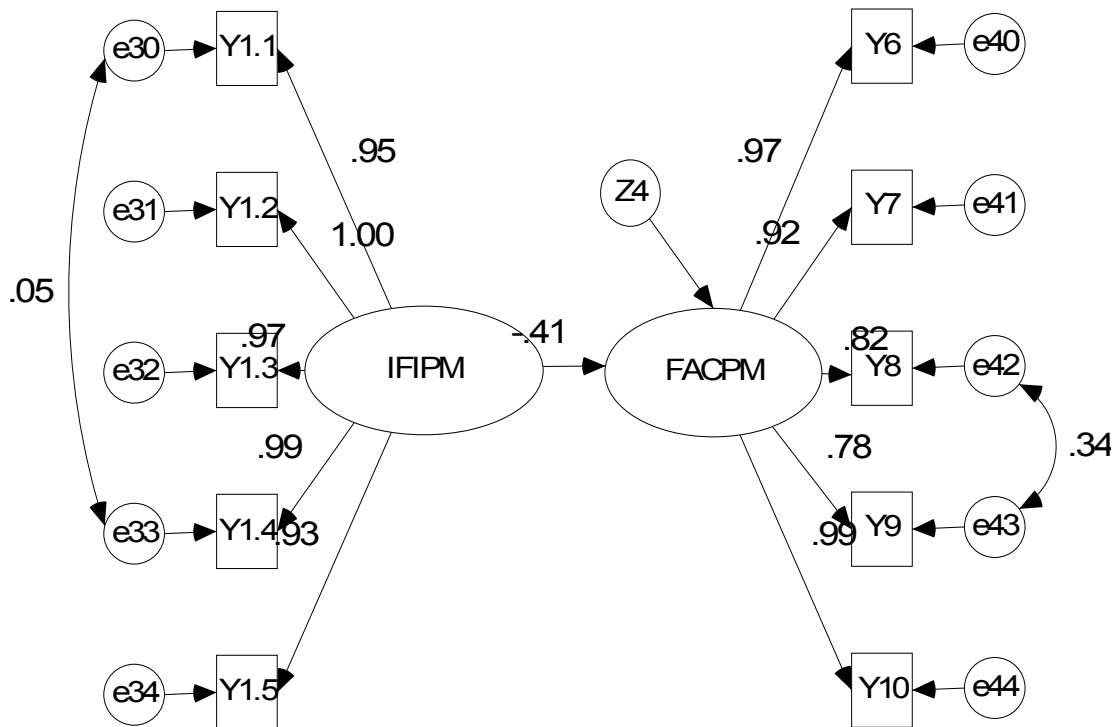 e30
Y1.1
Y6
e40
.95
.97
e31
Y1.2
Z4
Y7
e41
1.00
.92
.05
.97
-.41
.82
e32
Y1.3
IFIPM
FACPM
Y8
e42
.99
.78
.34
e33
Y1.4
.93
.99
Y9
e43
e34
Y1.5
Y10
e44